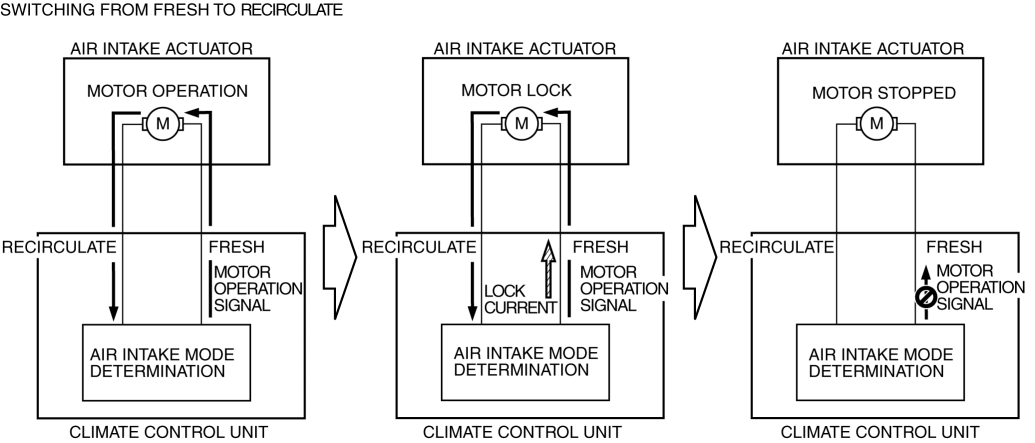 SWITCHING FROM FRESH TO RECIRCULATE
AIR INTAKE ACTUATOR
MOTOR OPERATION
M
RECIRCULATE
FRESH
MOTOR
OPERATION
SIGNAL
AIR INTAKE MODE
DETERMINATION
CLIMATE CONTROL UNIT
AIR INTAKE ACTUATOR
MOTOR LOCK
M
RECIRCULATE
FRESH
LOCK
CURRENT
MOTOR
OPERATION
SIGNAL
AIR INTAKE MODE
DETERMINATION
CLIMATE CONTROL UNIT
AIR INTAKE ACTUATOR
MOTOR STOPPED
M
RECIRCULATE
FRESH
MOTOR
OPERATION
SIGNAL
AIR INTAKE MODE
DETERMINATION
CLIMATE CONTROL UNIT